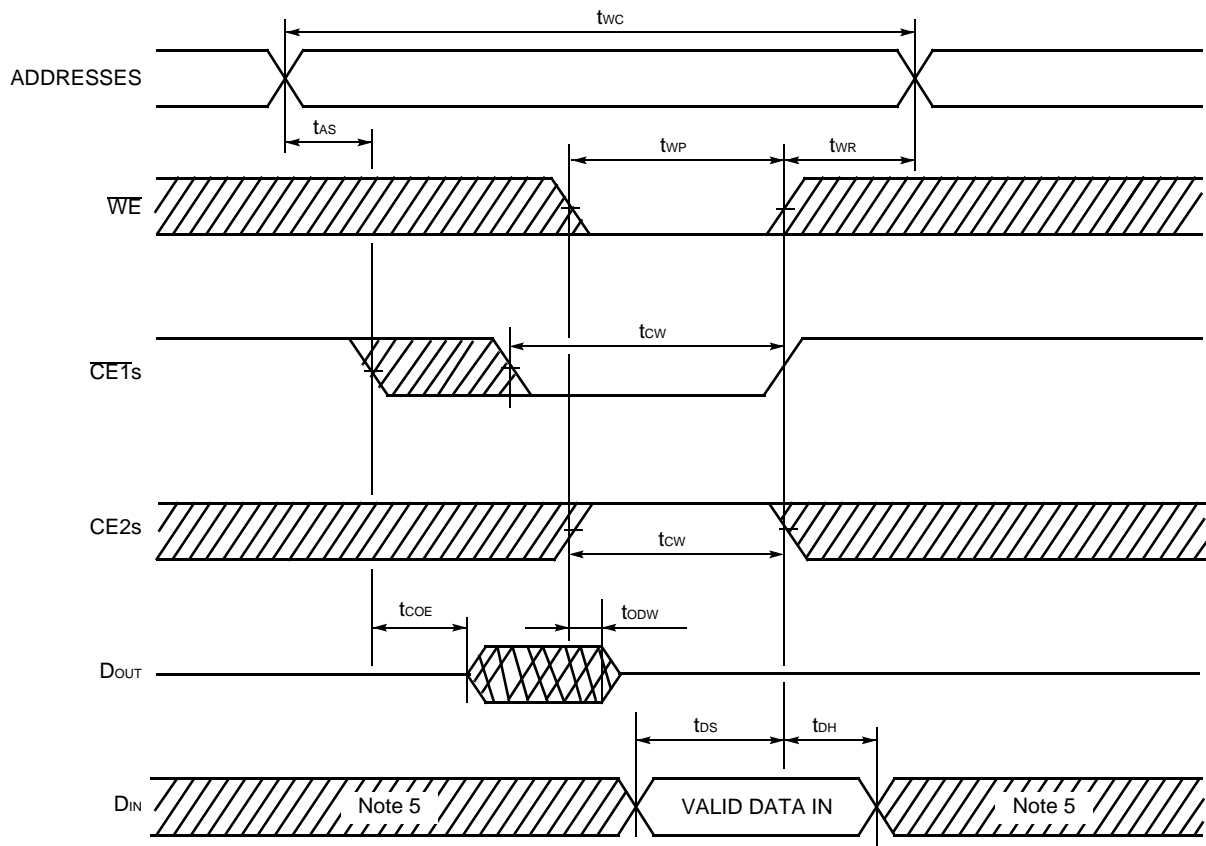 tWC
ADDRESSES
tAS
tWP
tWR
WE
tCW
CE1s
CE2s
tCW
tCOE
tODW
DOUT
tDS
tDH
DIN
Note 5
VALID DATA IN
Note 5